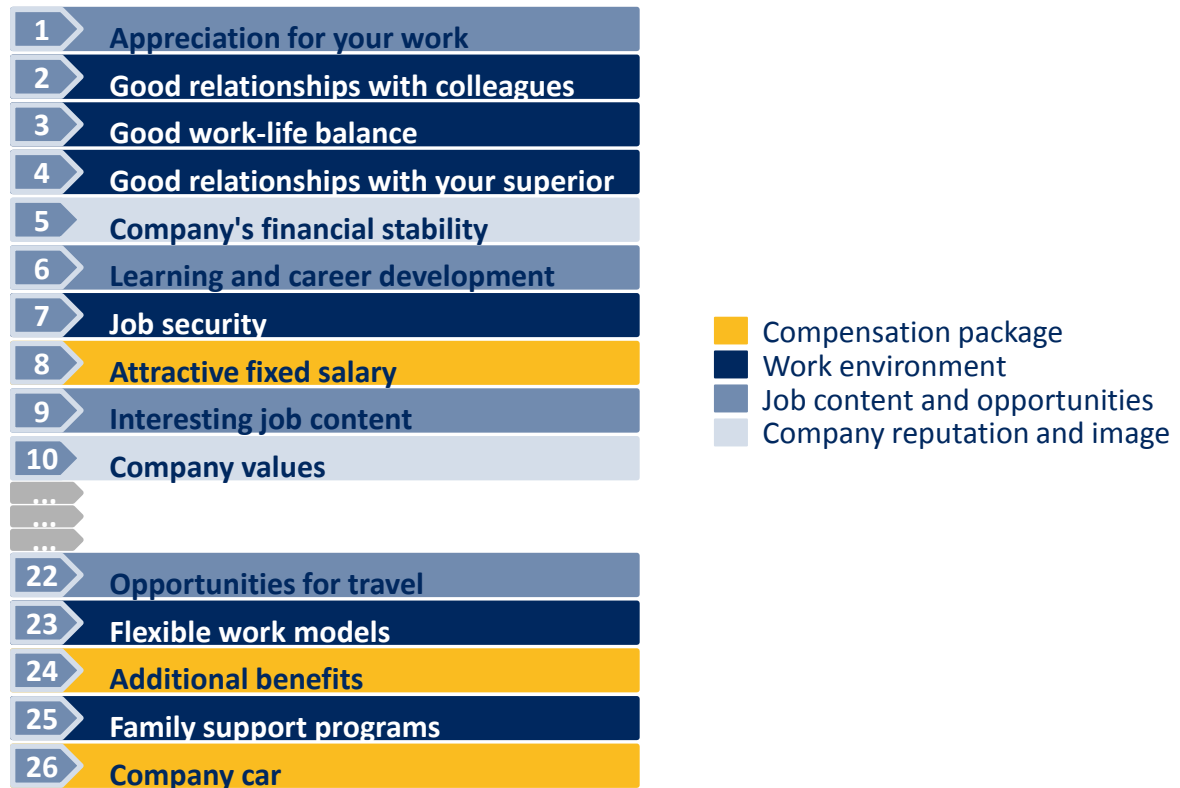 1 Appreciation for your work
2 Good relationships with colleagues
3 Good work-life balance
4 Good relationships with your superior
5 Company's financial stability
6 Learning and career development
7 Job security
8 Attractive fixed salary
9 Interesting job content
10 Company values
...
...
...
22 Opportunities for travel
23 Flexible work models
24 Additional benefits
25 Family support programs
26 Company car
Compensation package
Work environment
Job content and opportunities
Company reputation and image